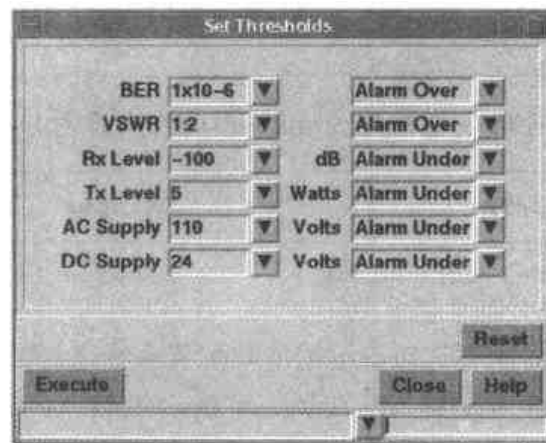 Set Thresholds
BER 1x10-6 Alarm Over
VSWR 1:2 Alarm Over
Rx Level -100 dB Alarm Under
Tx Level 5 Watts Alarm Under
AC Supply 110 Volts Alarm Under
DC Supply 24 Volts Alarm Under
Reset
Execute Close Help